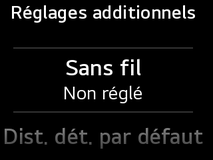 Réglages additionnels
Sans fil
Non réglé
Dist. dét. par défaut